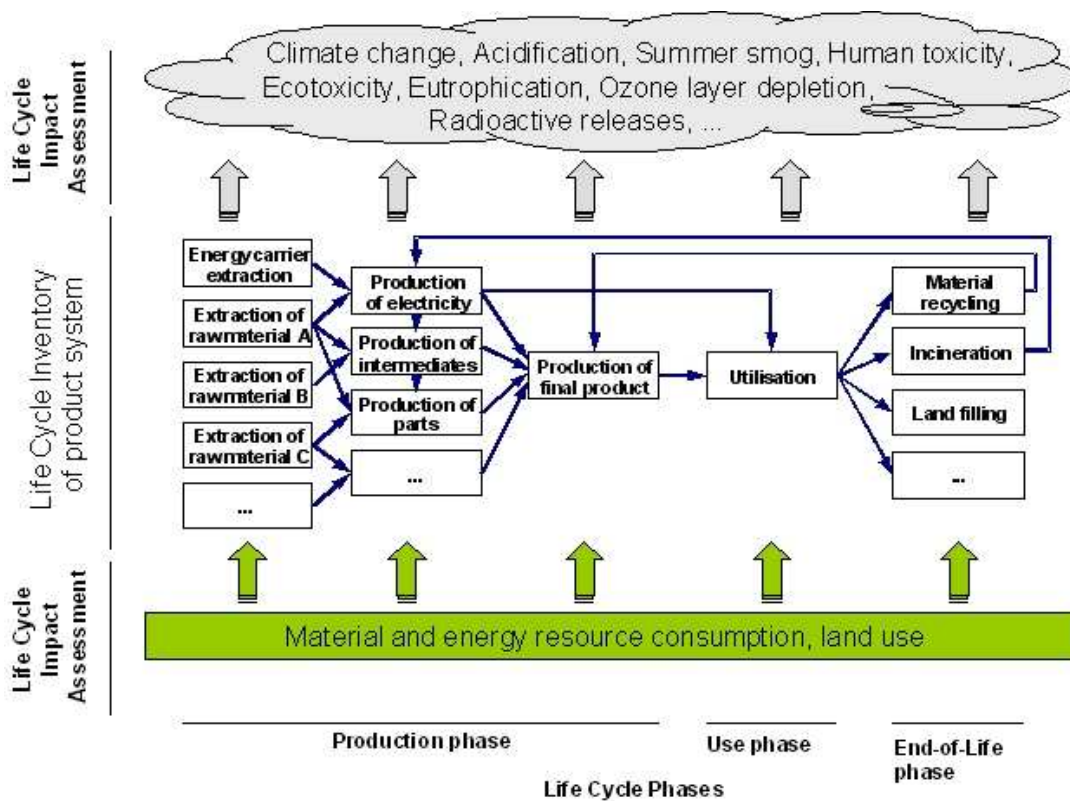 Climate change, Acidification, Summer smog, Human toxicity,
Ecotoxicity, Eutrophication, Ozone layer depletion,
Radioactive releases, ...
Life Cycle
Impact
Assessment
Life Cycle Inventory
of product system
Energycarrier
extraction
Extraction of
rawmaterial A
Extraction of
rawmaterial B
Extraction of
rawmaterial C
...
Production
of electricity
Production of
intermediates
Production of
parts
...
Production of
final product
Utilisation
Material
recycling
Incineration
Land filling
...
Life Cycle
Impact
Assessment
Material and energy resource consumption, land use
Production phase
Use phase
End-of-Life
phase
Life Cycle Phases